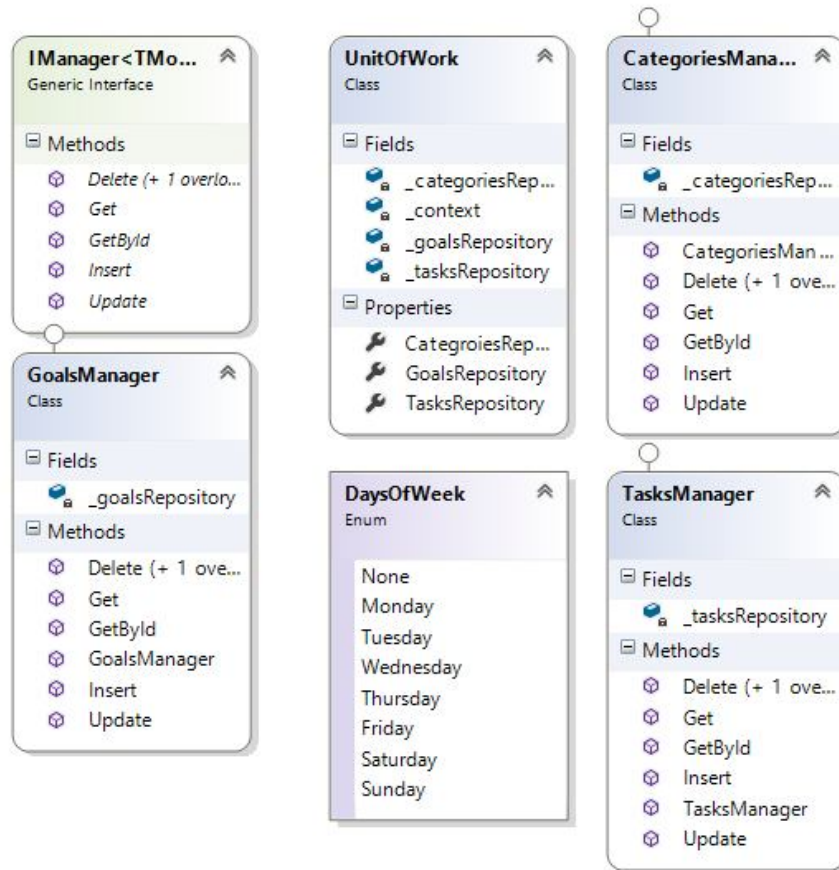 IManager<TMo...
Generic Interface
Methods
Delete (+ 1 overlo...
Get
GetById
Insert
Update
GoalsManager
Class
Fields
_goalsRepository
Methods
Delete (+ 1 ove...
Get
GetById
GoalsManager
Insert
Update
UnitOfWork
Class
Fields
_categoriesRep...
_context
_goalsRepository
_tasksRepository
Properties
CategroiesRep...
GoalsRepository
TasksRepository
DaysOfWeek
Enum
None
Monday
Tuesday
Wednesday
Thursday
Friday
Saturday
Sunday
CategoriesMana...
Class
Fields
_categoriesRep...
Methods
CategoriesMan...
Delete (+ 1 ove...
Get
GetById
Insert
Update
TasksManager
Class
Fields
_tasksRepository
Methods
Delete (+ 1 ove...
Get
GetById
Insert
TasksManager
Update